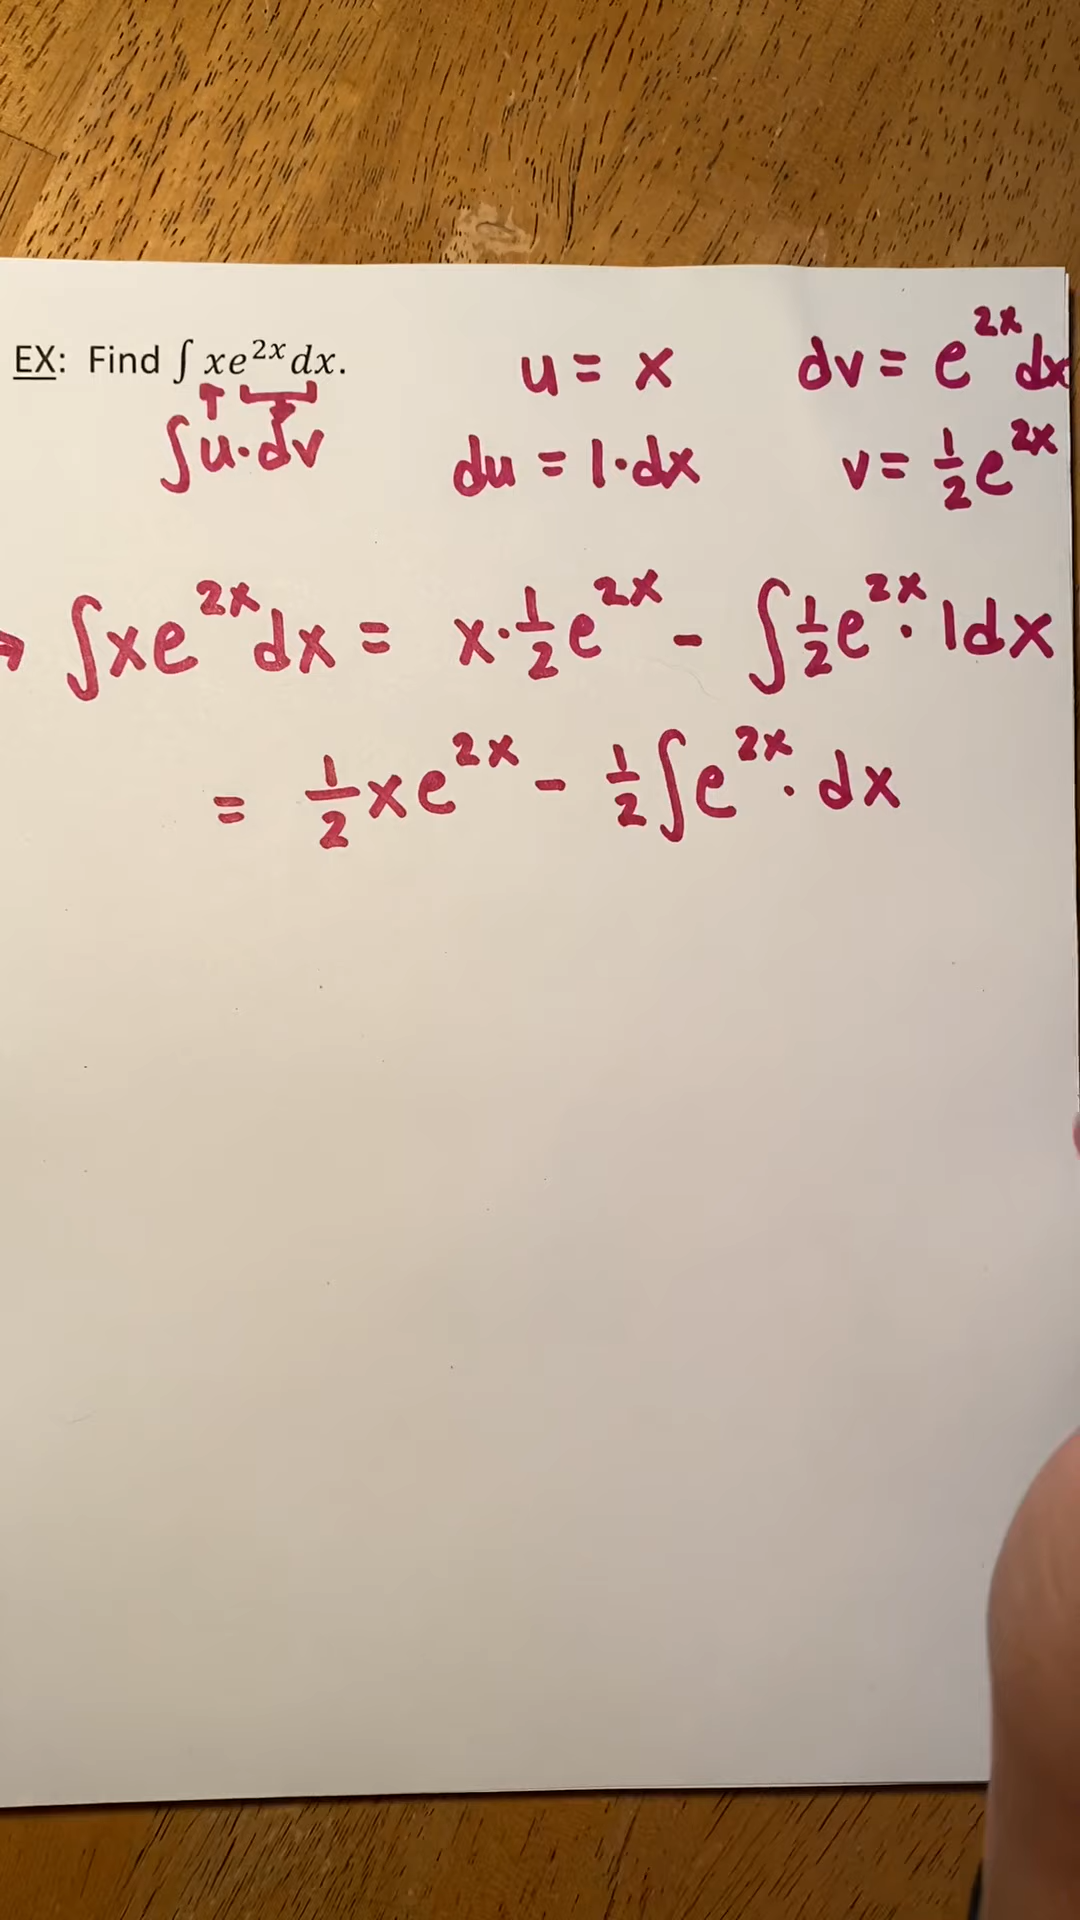 EX: Find ∫ xe^{2x} dx.
u = x
dv = e^{2x} dx
∫u·dv
du = 1·dx
v = ½e^{2x}
→ ∫xe^{2x}dx = x·½e^{2x} - ∫½e^{2x}·1dx
= ½xe^{2x} - ½∫e^{2x}·dx